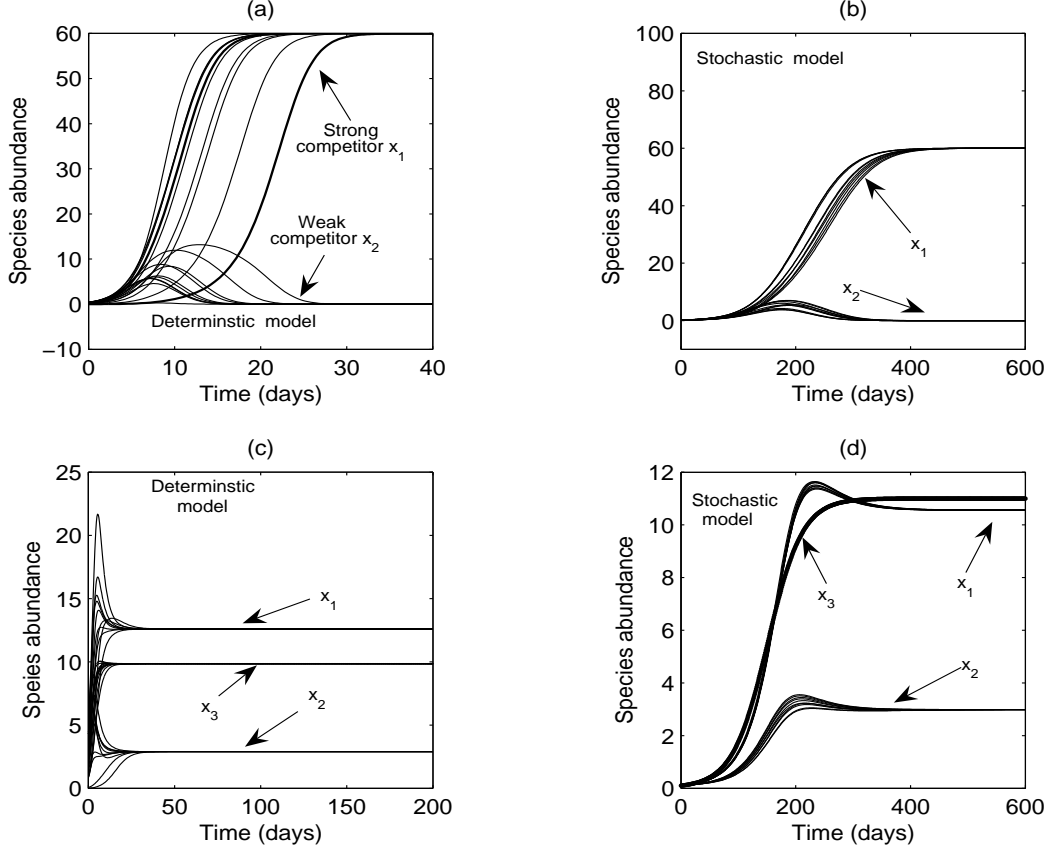 (a)
60
50
40
30
20
10
0
−10
Species abundance
Strong
competitor x1
Weak
competitor x2
Determinstic model
0 10 20 30 40
Time (days)
(b)
100
80
60
40
20
0
Species abundance
Stochastic model
x1
x2
0 200 400 600
Time (days)
(c)
25
20
15
10
5
0
Speies abundance
Determinstic
model
x1
x3
x2
0 50 100 150 200
Time (days)
(d)
12
10
8
6
4
2
0
Species abundance
Stochastic
model
x3
x1
x2
0 200 400 600
Time (days)